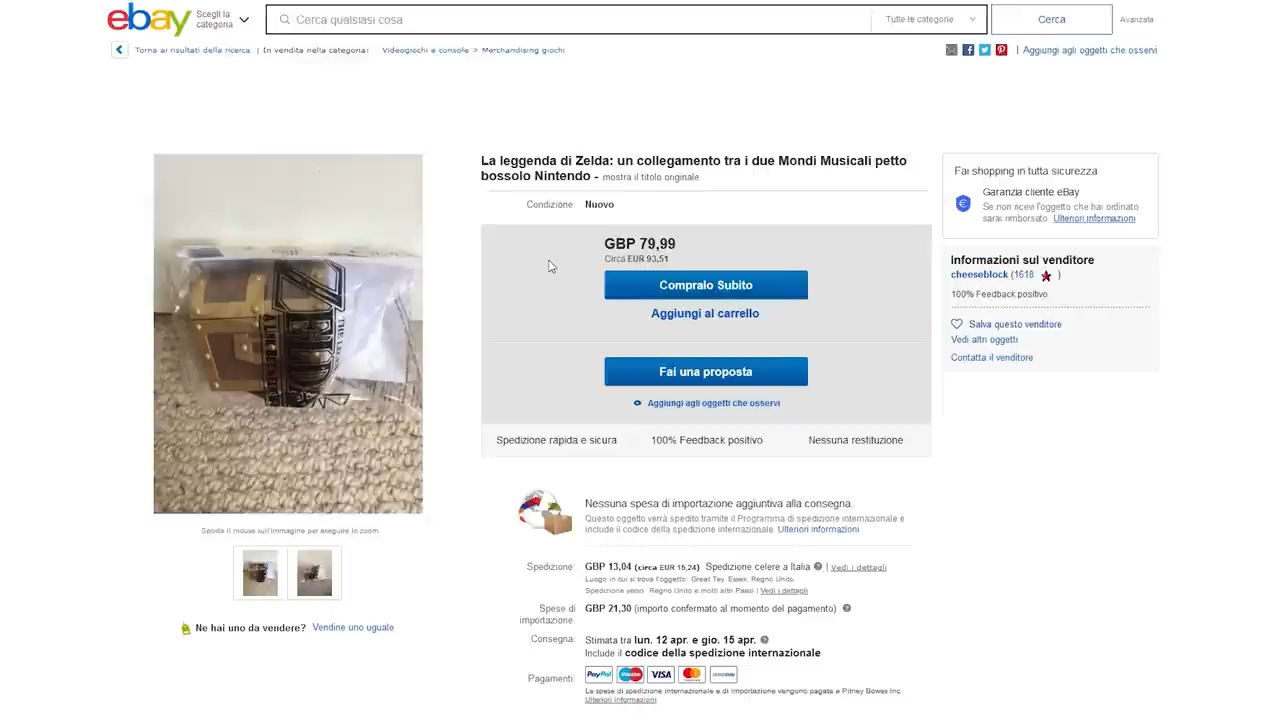 ebay
Scegli la
categoria
Cerca qualsiasi cosa
Tutte le categorie
Cerca
Avanzata
Torna ai risultati della ricerca | In vendita nella categoria: Videogiochi e console > Merchandising giochi
| Aggiungi agli oggetti che osservi
La leggenda di Zelda: un collegamento tra i due Mondi Musicali petto
bossolo Nintendo - mostra il titolo originale
Condizione: Nuovo
GBP 79,99
Circa EUR 93,51
Compralo Subito
Aggiungi al carrello
Fai una proposta
Aggiungi agli oggetti che osservi
Spedizione rapida e sicura
100% Feedback positivo
Nessuna restituzione
Fai shopping in tutta sicurezza
Garanzia cliente eBay
Se non ricevi l'oggetto che hai ordinato
sarai rimborsato. Ulteriori informazioni
Informazioni sul venditore
cheeseblock (1618 )
100% Feedback positivo
Salva questo venditore
Vedi altri oggetti
Contatta il venditore
Sposta il mouse sull'immagine per eseguire lo zoom
Ne hai uno da vendere? Vendine uno uguale
Nessuna spesa di importazione aggiuntiva alla consegna.
Questo oggetto verrà spedito tramite il Programma di spedizione internazionale e
include il codice della spedizione internazionale. Ulteriori informazioni
Spedizione: GBP 13,04 (circa EUR 15,24) Spedizione celere a Italia | Vedi i dettagli
Luogo in cui si trova l'oggetto: Great Tey, Essex, Regno Unito
Spedizione verso: Regno Unito e molti altri Paesi | Vedi i dettagli
Spese di
importazione:
GBP 21,30 (importo confermato al momento del pagamento)
Consegna: Stimata tra lun. 12 apr. e gio. 15 apr.
Include il codice della spedizione internazionale
Pagamenti: PayPal VISA
Le spese di spedizione internazionale e di importazione vengono pagate a Pitney Bowes Inc.
Ulteriori informazioni